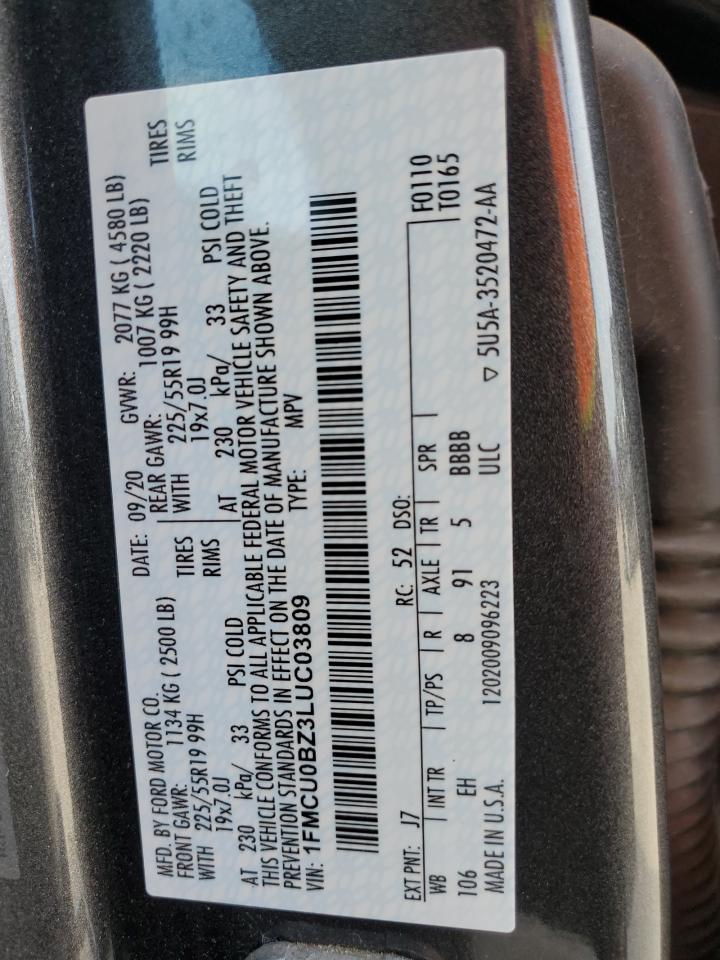 MFD. BY FORD MOTOR CO.
DATE: 09/20 GVWR: 2077 KG ( 4580 LB)
FRONT GAWR: 1134 KG ( 2500 LB)
REAR GAWR: 1007 KG ( 2220 LB)
WITH 225/55R19 99H TIRES
WITH 225/55R19 99H TIRES
19x7.0J RIMS
19x7.0J RIMS
AT 230 kPa/ 33 PSI COLD
AT 230 kPa/ 33 PSI COLD
THIS VEHICLE CONFORMS TO ALL APPLICABLE FEDERAL MOTOR VEHICLE SAFETY AND THEFT
PREVENTION STANDARDS IN EFFECT ON THE DATE OF MANUFACTURE SHOWN ABOVE.
VIN: 1FMCU0BZ3LUC03809
TYPE: MPV
F0110
T0165
EXT PNT: J7 RC: 52 DSO:
WB INT TR TP/PS R AXLE TR SPR
106 EH 8 91 5 BBBB
MADE IN U.S.A. 1202009096223 ULC
▽ 5U5A-3520472-AA